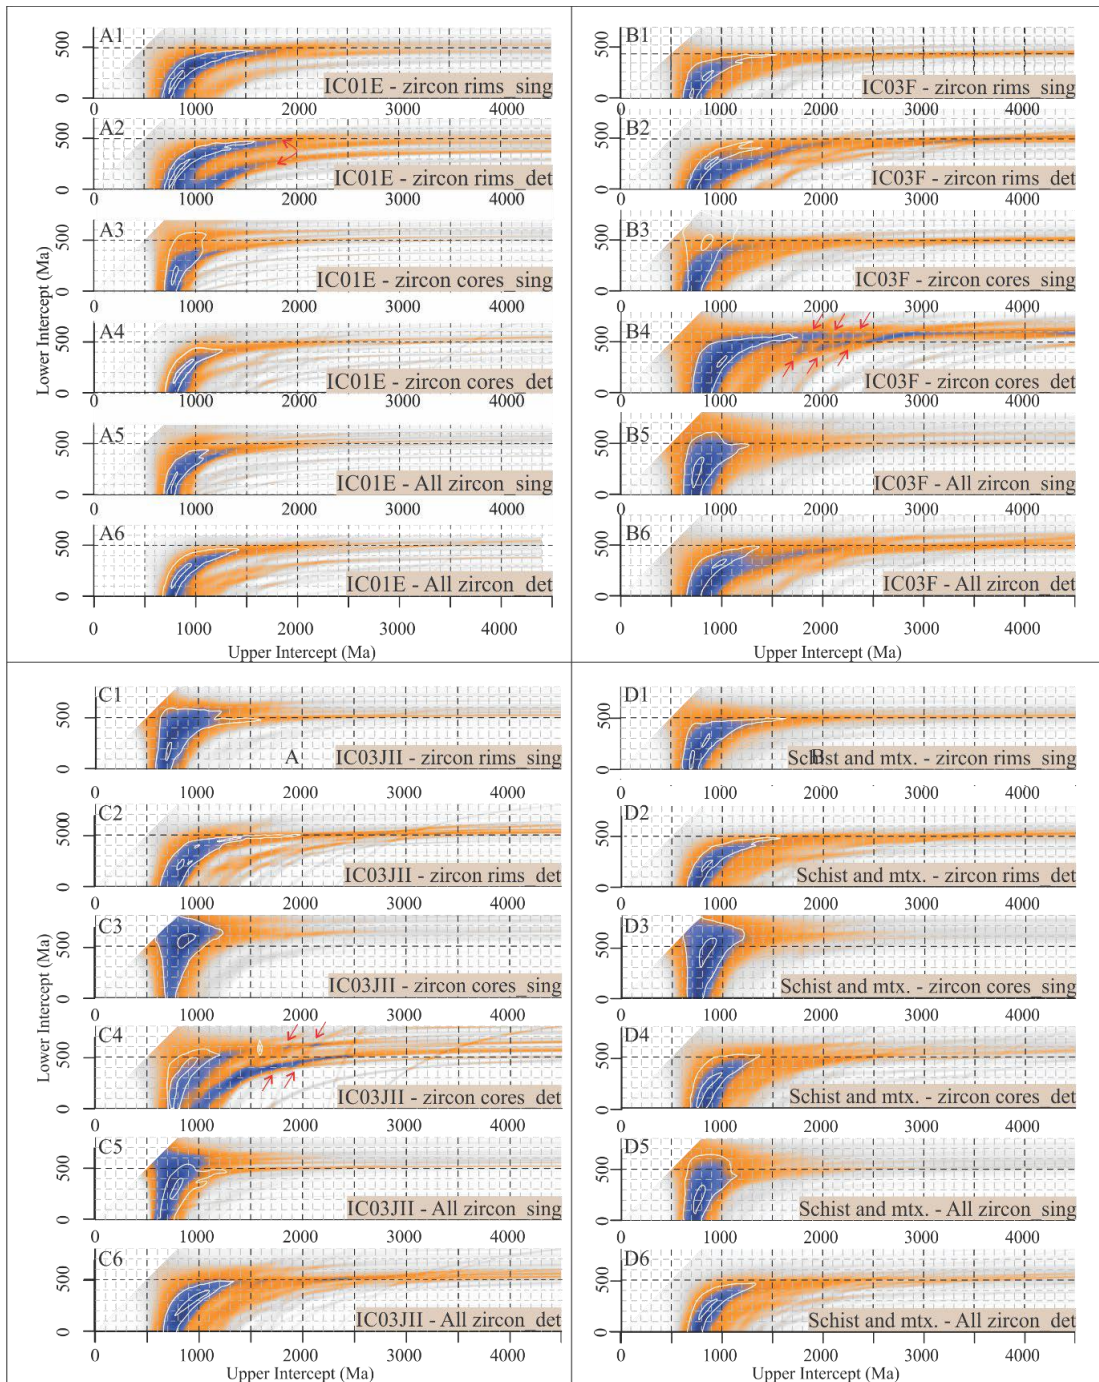 A1
500
0
IC01E - zircon rims_sing
0 1000 2000 3000 4000
A2
500
0
IC01E - zircon rims_det
0 1000 2000 3000 4000
A3
500
0
IC01E - zircon cores_sing
0 1000 2000 3000 4000
A4
500
0
IC01E - zircon cores_det
0 1000 2000 3000 4000
A5
500
0
IC01E - All zircon_sing
0 1000 2000 3000 4000
A6
500
0
IC01E - All zircon_det
0 1000 2000 3000 4000
Upper Intercept (Ma)
Lower Intercept (Ma)
B1
500
0
IC03F - zircon rims_sing
0 1000 2000 3000 4000
B2
500
0
IC03F - zircon rims_det
0 1000 2000 3000 4000
B3
500
0
IC03F - zircon cores_sing
0 1000 2000 3000 4000
B4
500
0
IC03F - zircon cores_det
0 1000 2000 3000 4000
B5
500
0
IC03F - All zircon_sing
0 1000 2000 3000 4000
B6
500
0
IC03F - All zircon_det
0 1000 2000 3000 4000
Upper Intercept (Ma)
C1
500
0
A
IC03JII - zircon rims_sing
0 1000 2000 3000 4000
C2
5000
0
IC03JII - zircon rims_det
0 1000 2000 3000 4000
C3
500
0
IC03JII - zircon cores_sing
0 1000 2000 3000 4000
C4
500
0
IC03JII - zircon cores_det
0 1000 2000 3000 4000
C5
500
0
IC03JII - All zircon_sing
0 1000 2000 3000 4000
C6
500
0
IC03JII - All zircon_det
0 1000 2000 3000 4000
Upper Intercept (Ma)
Lower Intercept (Ma)
D1
500
0
B
Schist and mtx. - zircon rims_sing
0 1000 2000 3000 4000
D2
500
0
Schist and mtx. - zircon rims_det
0 1000 2000 3000 4000
D3
500
0
Schist and mtx. - zircon cores_sing
0 1000 2000 3000 4000
D4
500
0
Schist and mtx. - zircon cores_det
0 1000 2000 3000 4000
D5
500
0
Schist and mtx. - All zircon_sing
0 1000 2000 3000 4000
D6
500
0
Schist and mtx. - All zircon_det
0 1000 2000 3000 4000
Upper Intercept (Ma)